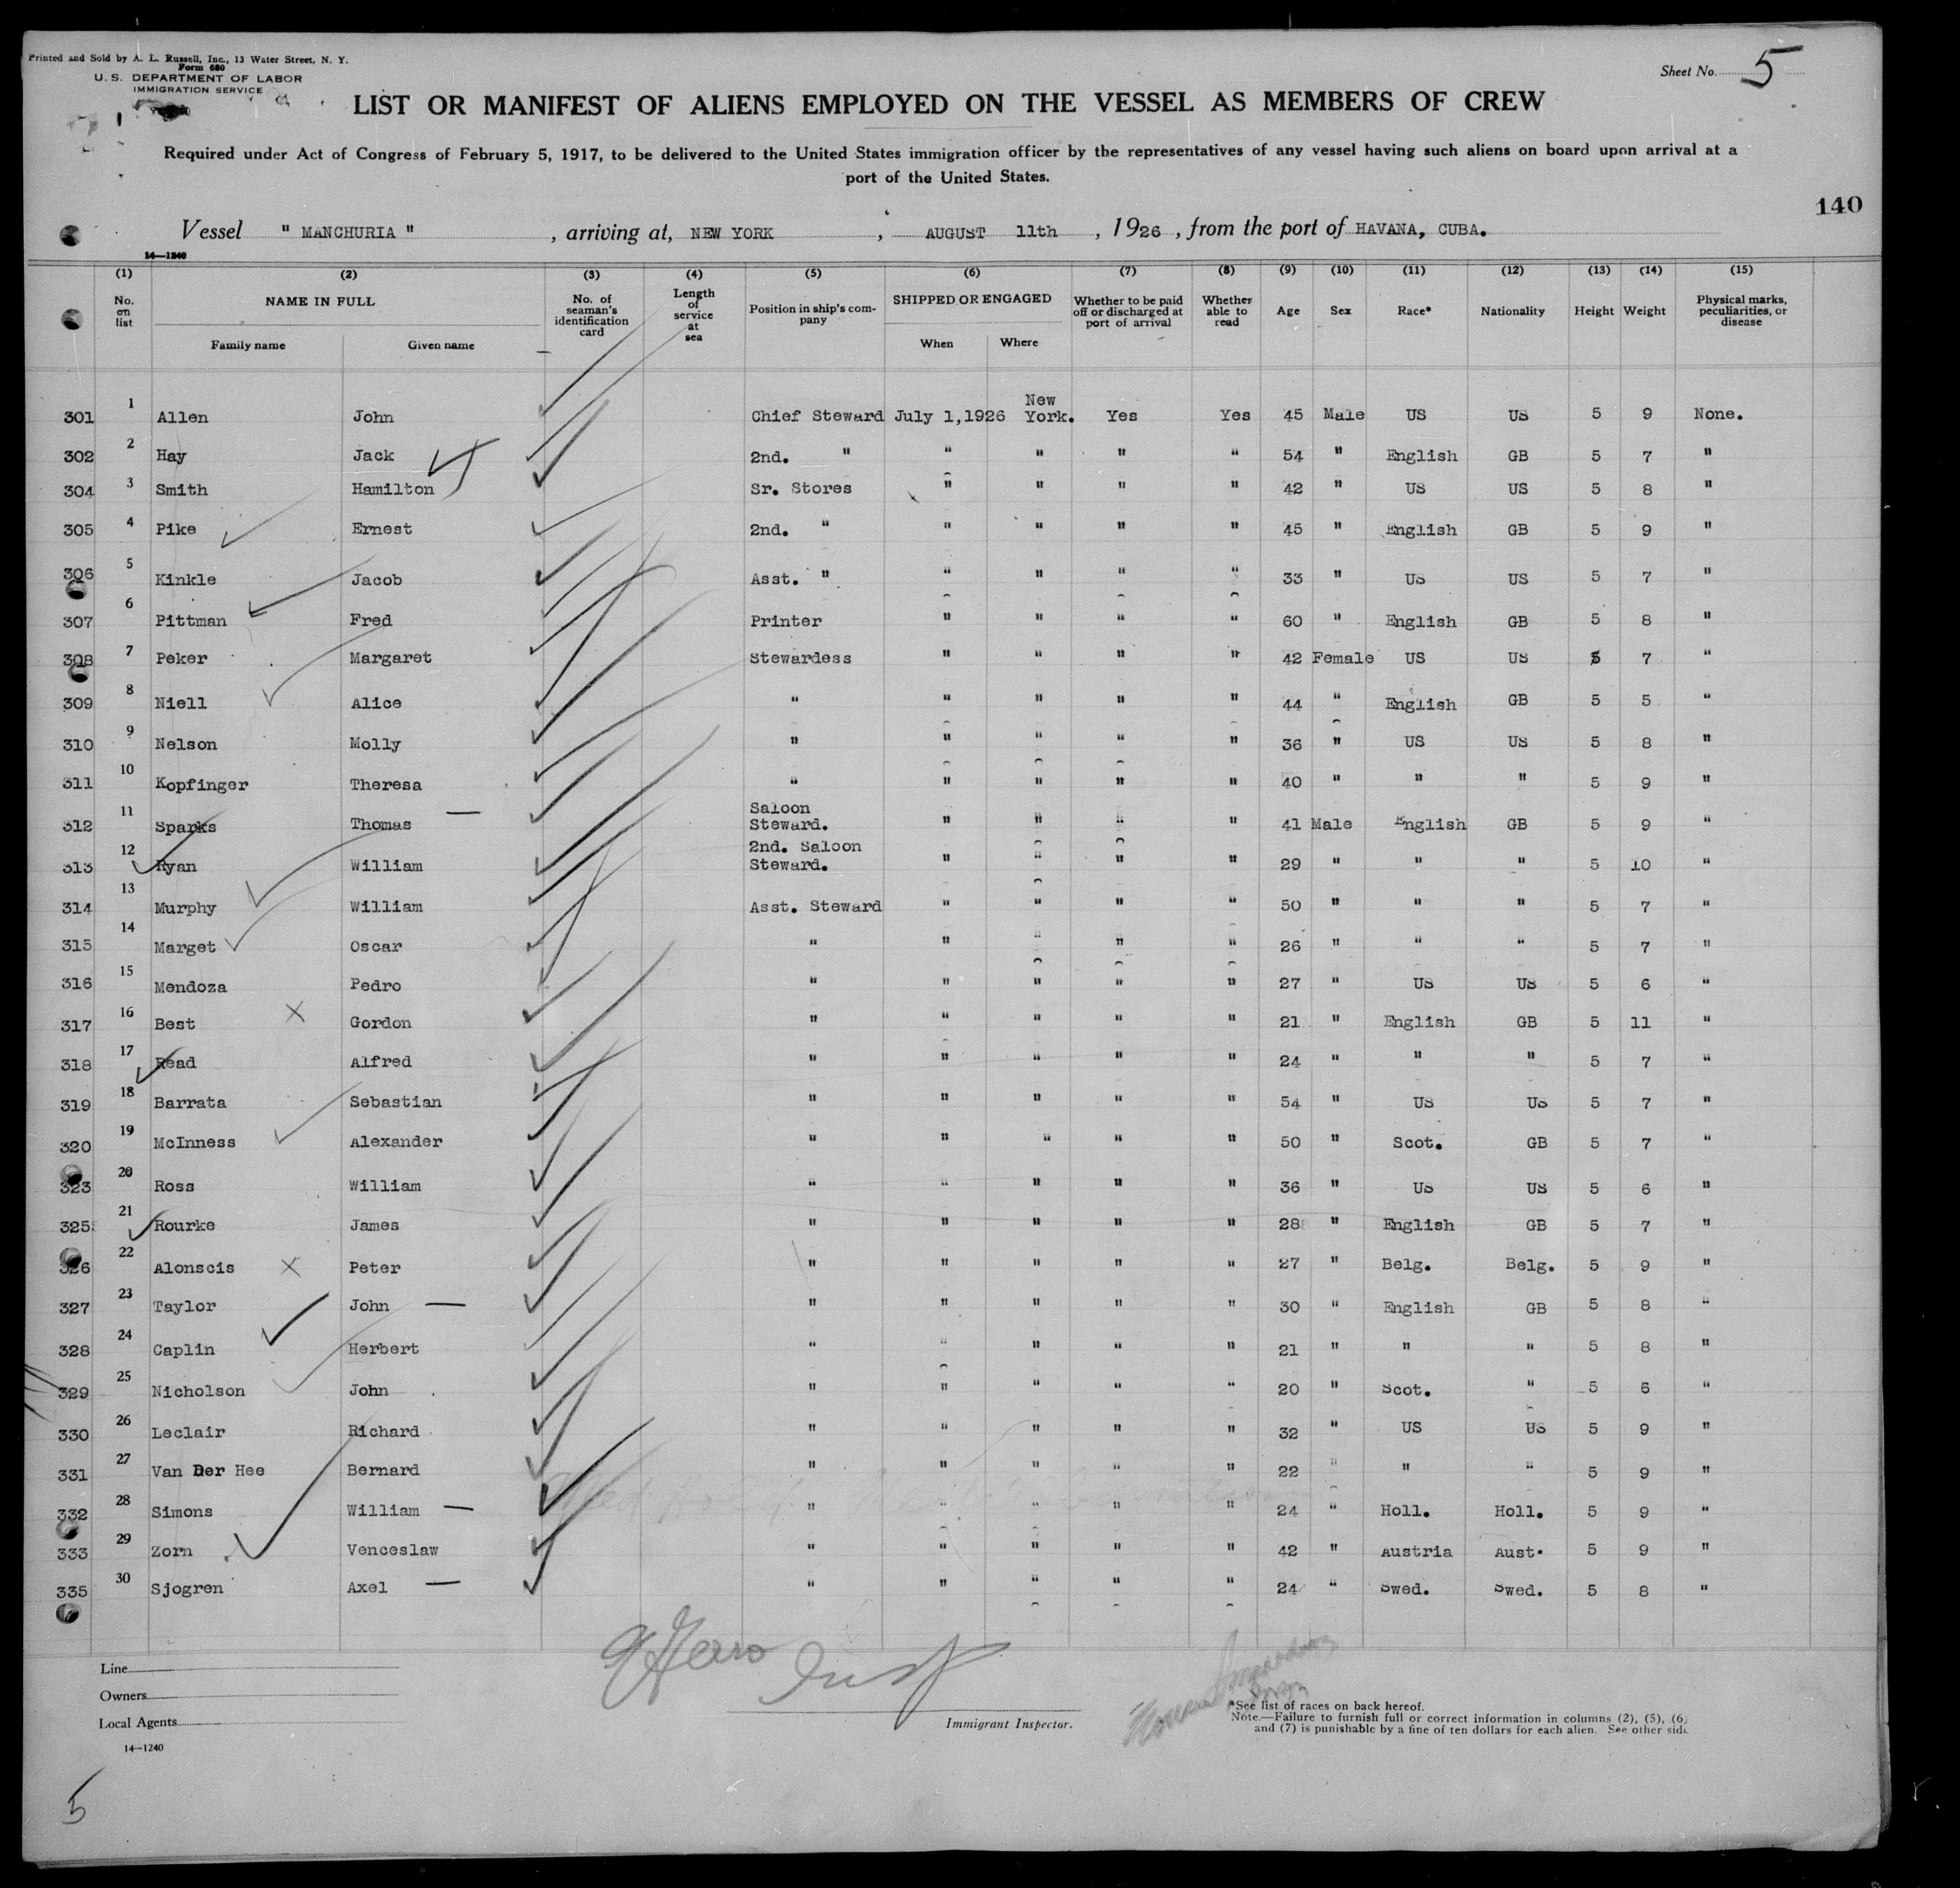 Printed and Sold by A. L. Russell, Inc., 13 Water Street, N. Y.
Form 680
U. S. DEPARTMENT OF LABOR
IMMIGRATION SERVICE
Sheet No. 5
LIST OR MANIFEST OF ALIENS EMPLOYED ON THE VESSEL AS MEMBERS OF CREW
Required under Act of Congress of February 5, 1917, to be delivered to the United States immigration officer by the representatives of any vessel having such aliens on board upon arrival at a
port of the United States.
140
Vessel " MANCHURIA " , arriving at, NEW YORK , AUGUST 11th , 1926 , from the port of HAVANA, CUBA.
14—1240
(1) (2) (3) (4) (5) (6) (7) (8) (9) (10) (11) (12) (13) (14) (15)
No. on list NAME IN FULL Family name Given name No. of seaman's identification card Length of service at sea Position in ship's company SHIPPED OR ENGAGED When Where Whether to be paid off or discharged at port of arrival Whether able to read Age Sex Race* Nationality Height Weight Physical marks, peculiarities, or disease
301 1 Allen John Chief Steward July 1,1926 New York. Yes Yes 45 Male US US 5 9 None.
302 2 Hay Jack 2nd. " " " " " 54 " English GB 5 7 "
304 3 Smith Hamilton Sr. Stores " " " " 42 " US US 5 8 "
305 4 Pike Ernest 2nd. " " " " " 45 " English GB 5 9 "
306 5 Kinkle Jacob Asst. " " " " " 33 " US US 5 7 "
307 6 Pittman Fred Printer " " " " 60 " English GB 5 8 "
308 7 Peker Margaret Stewardess " " " " 42 Female US US 5 7 "
309 8 Niell Alice " " " " " 44 " English GB 5 5 "
310 9 Nelson Molly " " " " " 36 " US US 5 8 "
311 10 Kopfinger Theresa " " " " " 40 " " " 5 9 "
312 11 Sparks Thomas Saloon Steward. " " " " 41 Male English GB 5 9 "
313 12 Ryan William 2nd. Saloon Steward. " " " " 29 " " " 5 10 "
314 13 Murphy William Asst. Steward " " " " 50 " " " 5 7 "
315 14 Marget Oscar " " " " " 26 " " " 5 7 "
316 15 Mendoza Pedro " " " " " 27 " US US 5 6 "
317 16 Best Gordon " " " " " 21 " English GB 5 11 "
318 17 Read Alfred " " " " " 24 " " " 5 7 "
319 18 Barrata Sebastian " " " " " 54 " US US 5 7 "
320 19 McInness Alexander " " " " " 50 " Scot. GB 5 7 "
323 20 Ross William " " " " " 36 " US US 5 6 "
325 21 Rourke James " " " " " 28 " English GB 5 7 "
326 22 Alonscis Peter " " " " " 27 " Belg. Belg. 5 9 "
327 23 Taylor John " " " " " 30 " English GB 5 8 "
328 24 Caplin Herbert " " " " " 21 " " " 5 8 "
329 25 Nicholson John " " " " " 20 " Scot. " 5 6 "
330 26 Leclair Richard " " " " " 32 " US US 5 9 "
331 27 Van Der Hee Bernard " " " " " 22 " " " 5 9 "
332 28 Simons William " " " " " 24 " Holl. Holl. 5 9 "
333 29 Zorn Venceslaw " " " " " 42 " Austria Aust. 5 9 "
335 30 Sjogren Axel " " " " " 24 " Swed. Swed. 5 8 "
Line
Owners
Local Agents
14—1240
Immigrant Inspector.
*See list of races on back hereof.
Note.—Failure to furnish full or correct information in columns (2), (5), (6)
and (7) is punishable by a fine of ten dollars for each alien. See other side
5